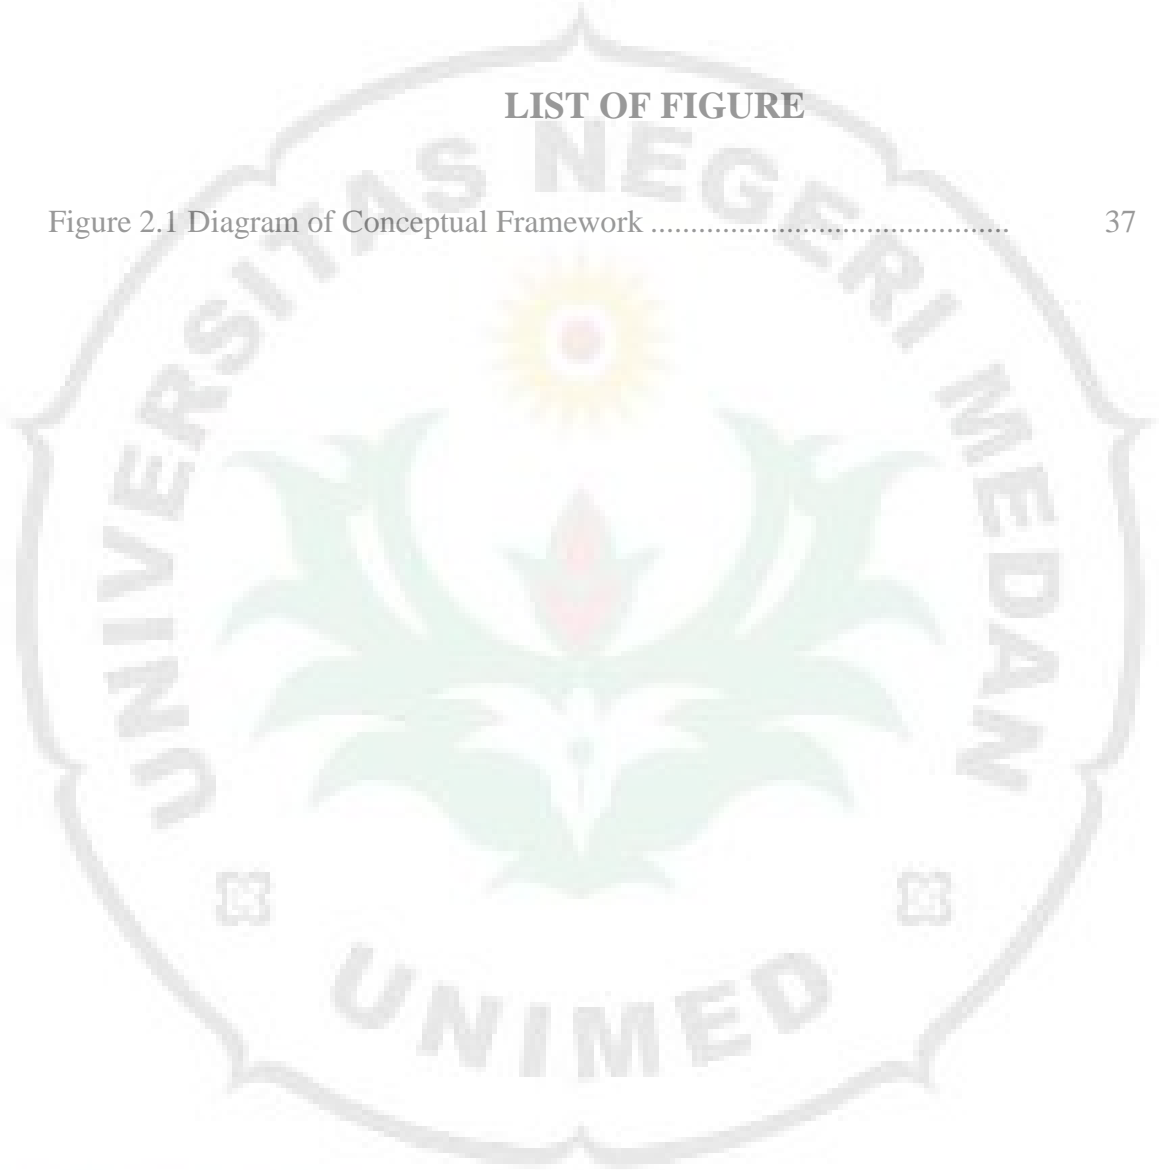 LIST OF FIGURE
Figure 2.1 Diagram of Conceptual Framework ............................................. 37
UNIVERSITAS NEGERI MEDAN
UNIMED